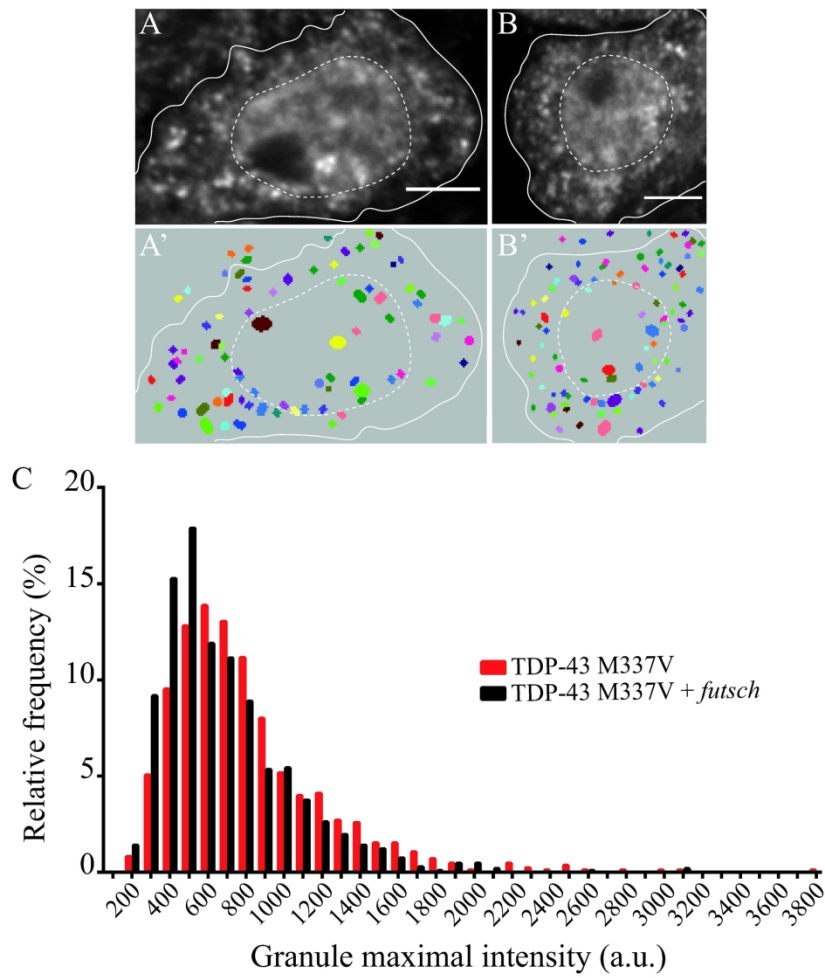 A
B
A'
B'
C
20
15
10
5
0
Relative frequency (%)
TDP-43 M337V
TDP-43 M337V + futsch
200
400
600
800
1000
1200
1400
1600
1800
2000
2200
2400
2600
2800
3000
3200
3400
3600
3800
Granule maximal intensity (a.u.)